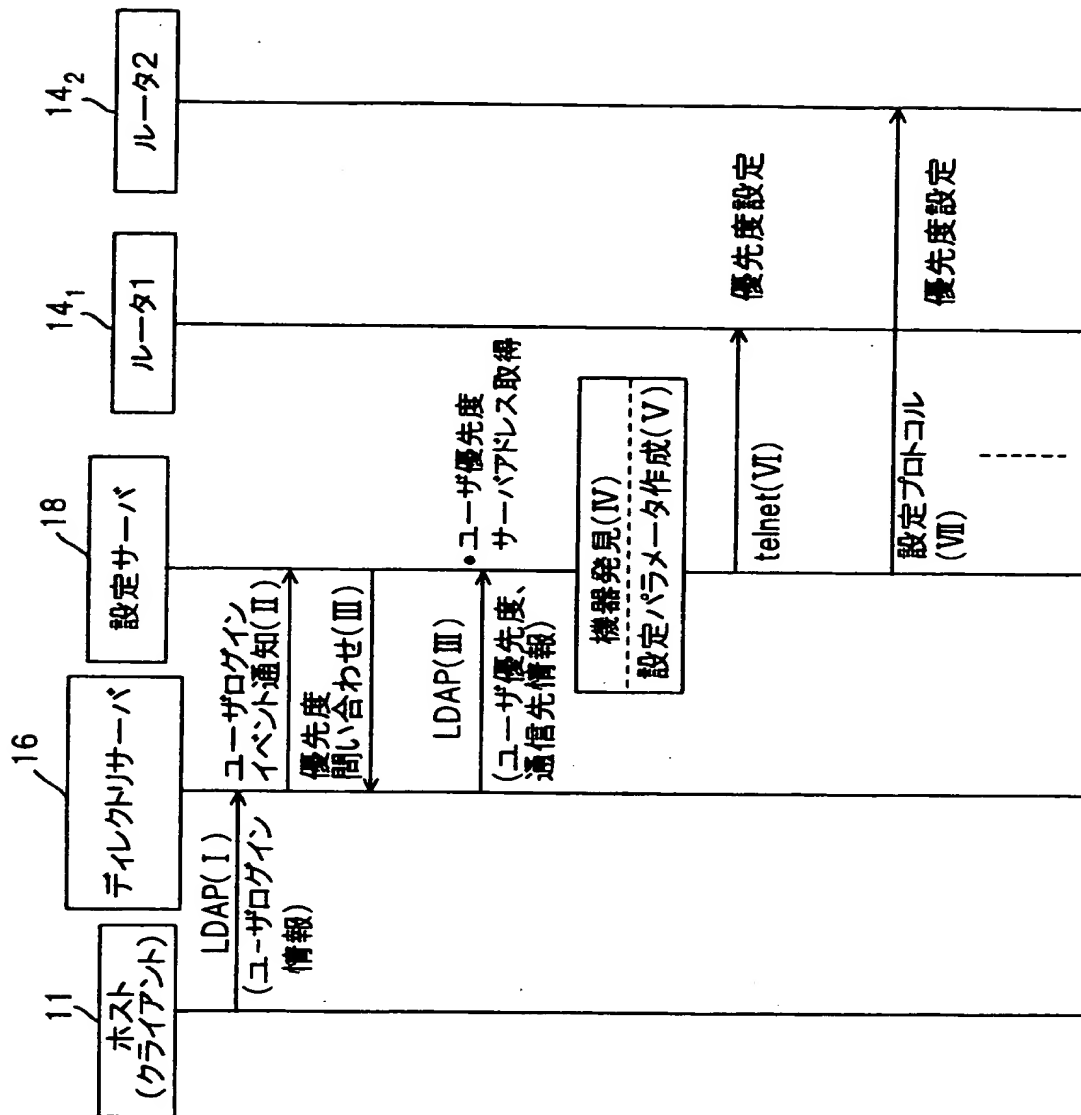 11
ホスト
(クライアント)
16
ディレクトリサーバ
18
設定サーバ
14₁
ルータ1
14₂
ルータ2
LDAP(Ⅰ)
(ユーザログイン
情報)
ユーザログイン
イベント通知(Ⅱ)
優先度
問い合わせ(Ⅲ)
LDAP(Ⅲ)
(ユーザ優先度、
通信先情報)
•ユーザ優先度
サーバアドレス取得
機器発見(Ⅳ)
設定パラメータ作成(Ⅴ)
telnet(Ⅵ)
優先度設定
設定プロトコル
(Ⅶ)
優先度設定